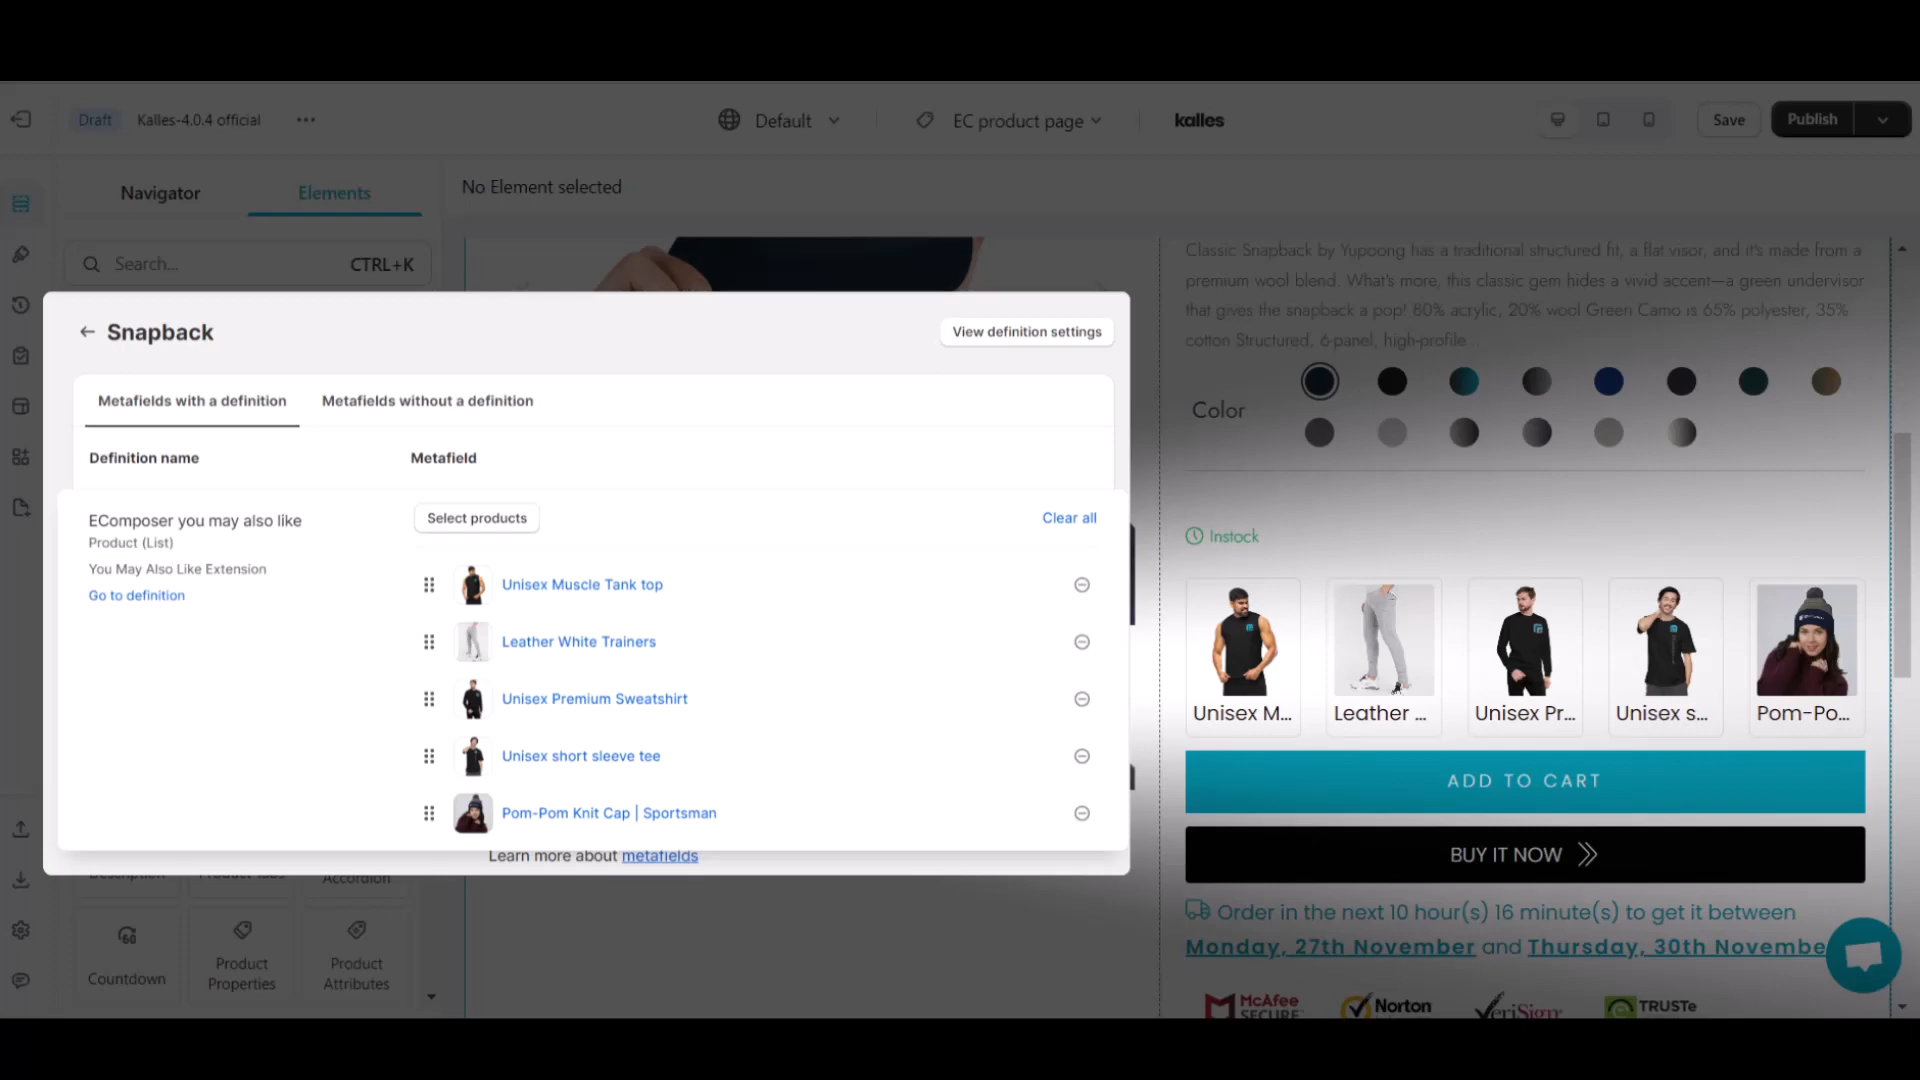 Draft Kalles-4.0.4 official
Default EC product page kalles
Save Publish
Navigator Elements
No Element selected
Search... CTRL+K
Snapback
View definition settings
Metafields with a definition Metafields without a definition
Definition name Metafield
EComposer you may also like
Product (List)
You May Also Like Extension
Go to definition
Select products Clear all
Unisex Muscle Tank top
Leather White Trainers
Unisex Premium Sweatshirt
Unisex short sleeve tee
Pom-Pom Knit Cap | Sportsman
Learn more about metafields
Description Product Tabs Accordion
60
Countdown
Product
Properties
Product
Attributes
Classic Snapback by Yupoong has a traditional structured fit, a flat visor, and it's made from a
premium wool blend. What's more, this classic gem hides a vivid accent—a green undervisor
that gives the snapback a pop! 80% acrylic, 20% wool Green Camo is 65% polyester, 35%
cotton Structured, 6-panel, high-profile...
Color
Instock
Unisex M... Leather ... Unisex Pr... Unisex s... Pom-Po...
ADD TO CART
BUY IT NOW
Order in the next 10 hour(s) 16 minute(s) to get it between
Monday, 27th November and Thursday, 30th Novembe
McAfee
SECURE
Norton
VeriSign
TRUSTe